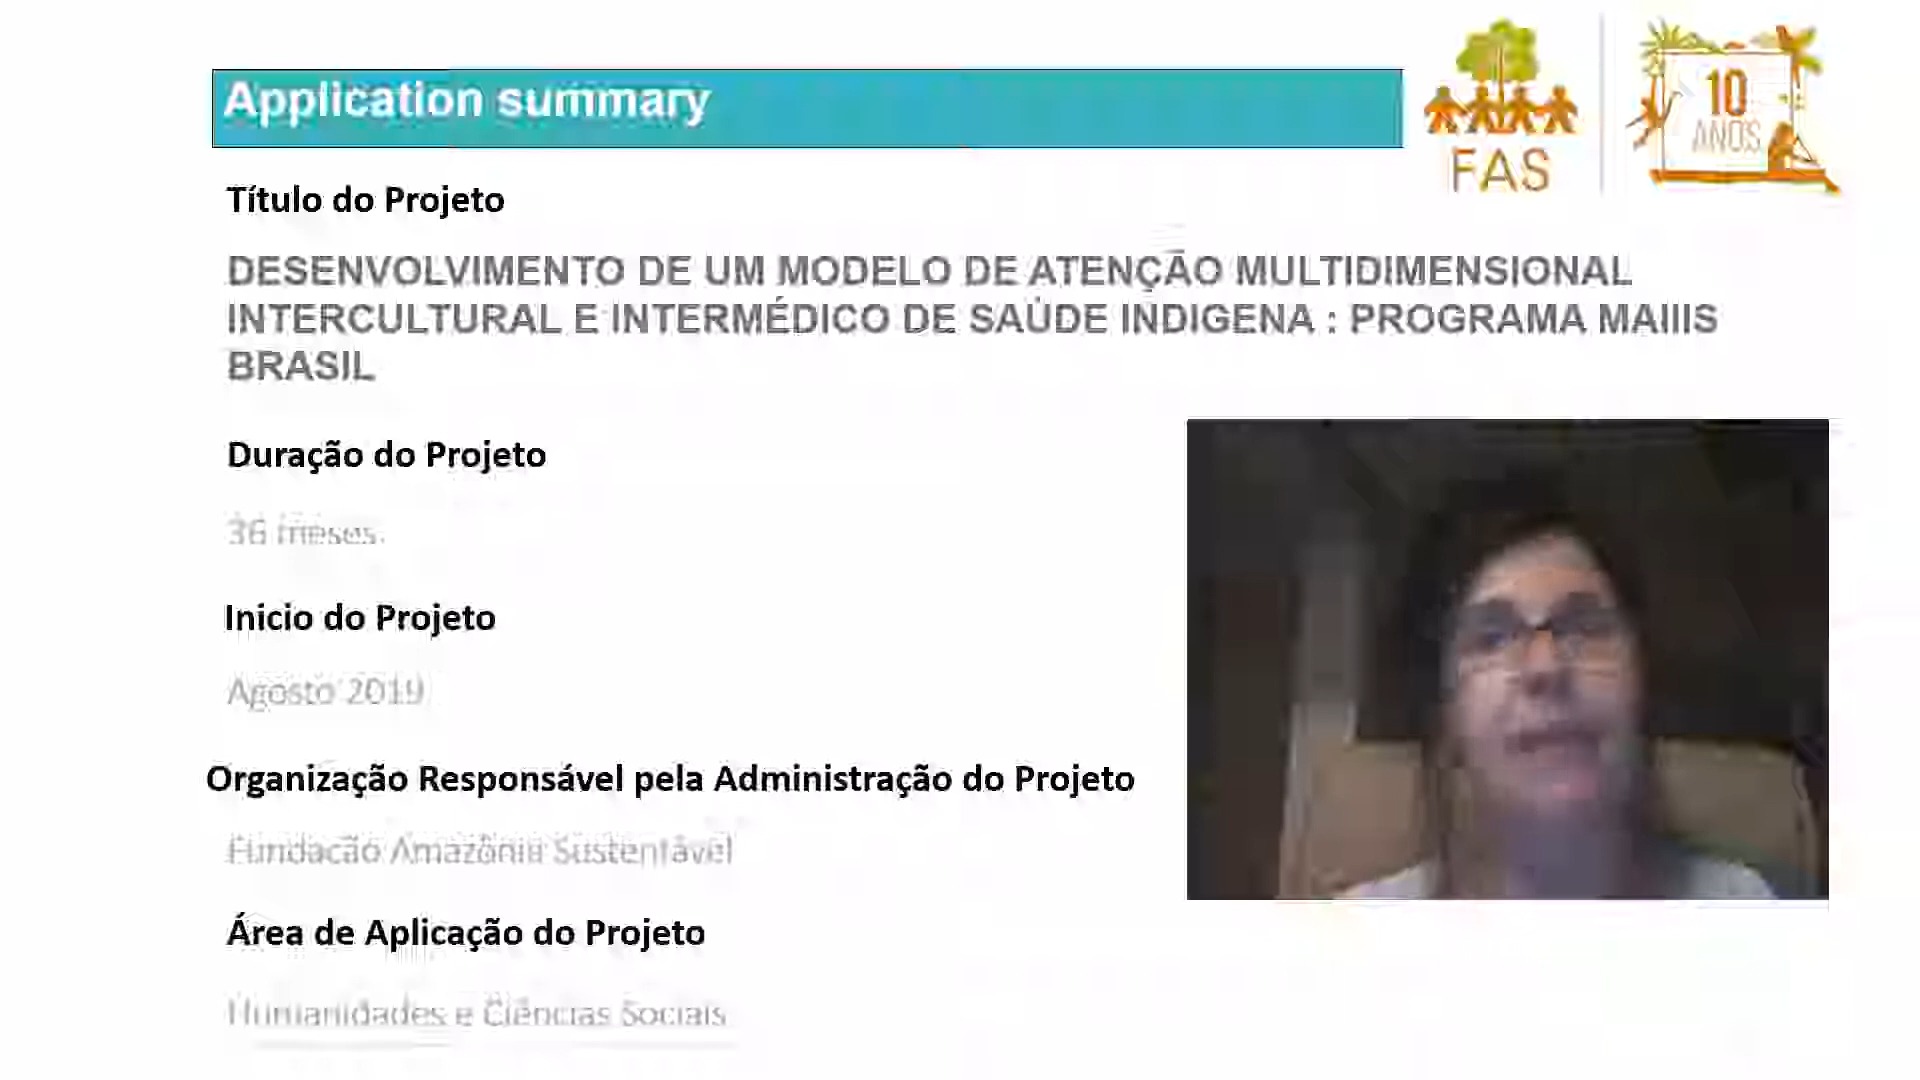 Application summary
FAS
10
ANOS
Título do Projeto
DESENVOLVIMENTO DE UM MODELO DE ATENÇÃO MULTIDIMENSIONAL
INTERCULTURAL E INTERMÉDICO DE SAÚDE INDIGENA : PROGRAMA MAIIIS
BRASIL
Duração do Projeto
36 meses.
Inicio do Projeto
Agosto 2019
Organização Responsável pela Administração do Projeto
Fundação Amazônia Sustentável
Área de Aplicação do Projeto
Humanidades e Ciências Sociais